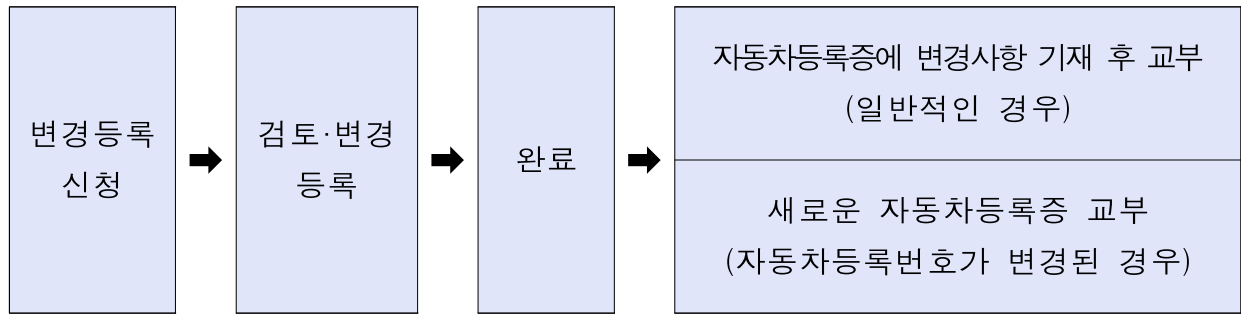 변경등록
신청
검토·변경
등록
완료
자동차등록증에 변경사항 기재 후 교부
(일반적인 경우)
새로운 자동차등록증 교부
(자동차등록번호가 변경된 경우)